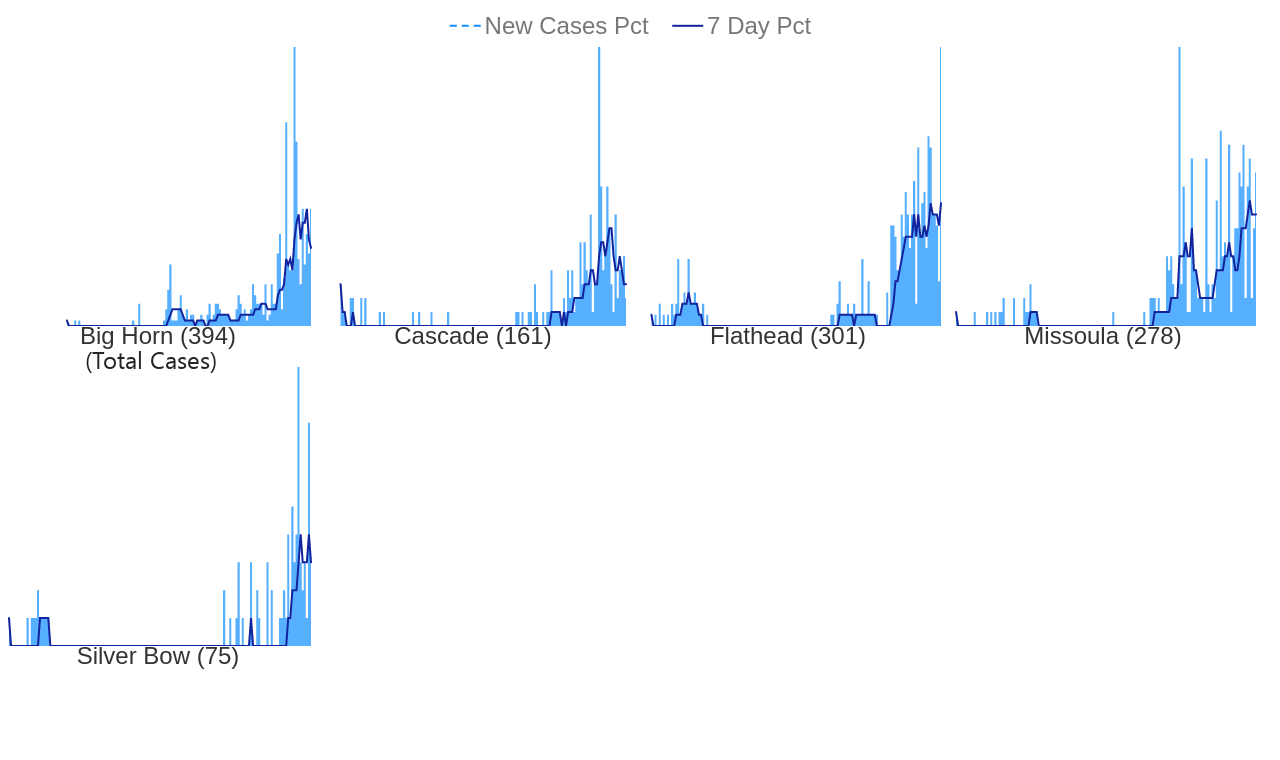 New Cases Pct 7 Day Pct
Big Horn (394) Cascade (161) Flathead (301) Missoula (278)
(Total Cases)
Silver Bow (75)